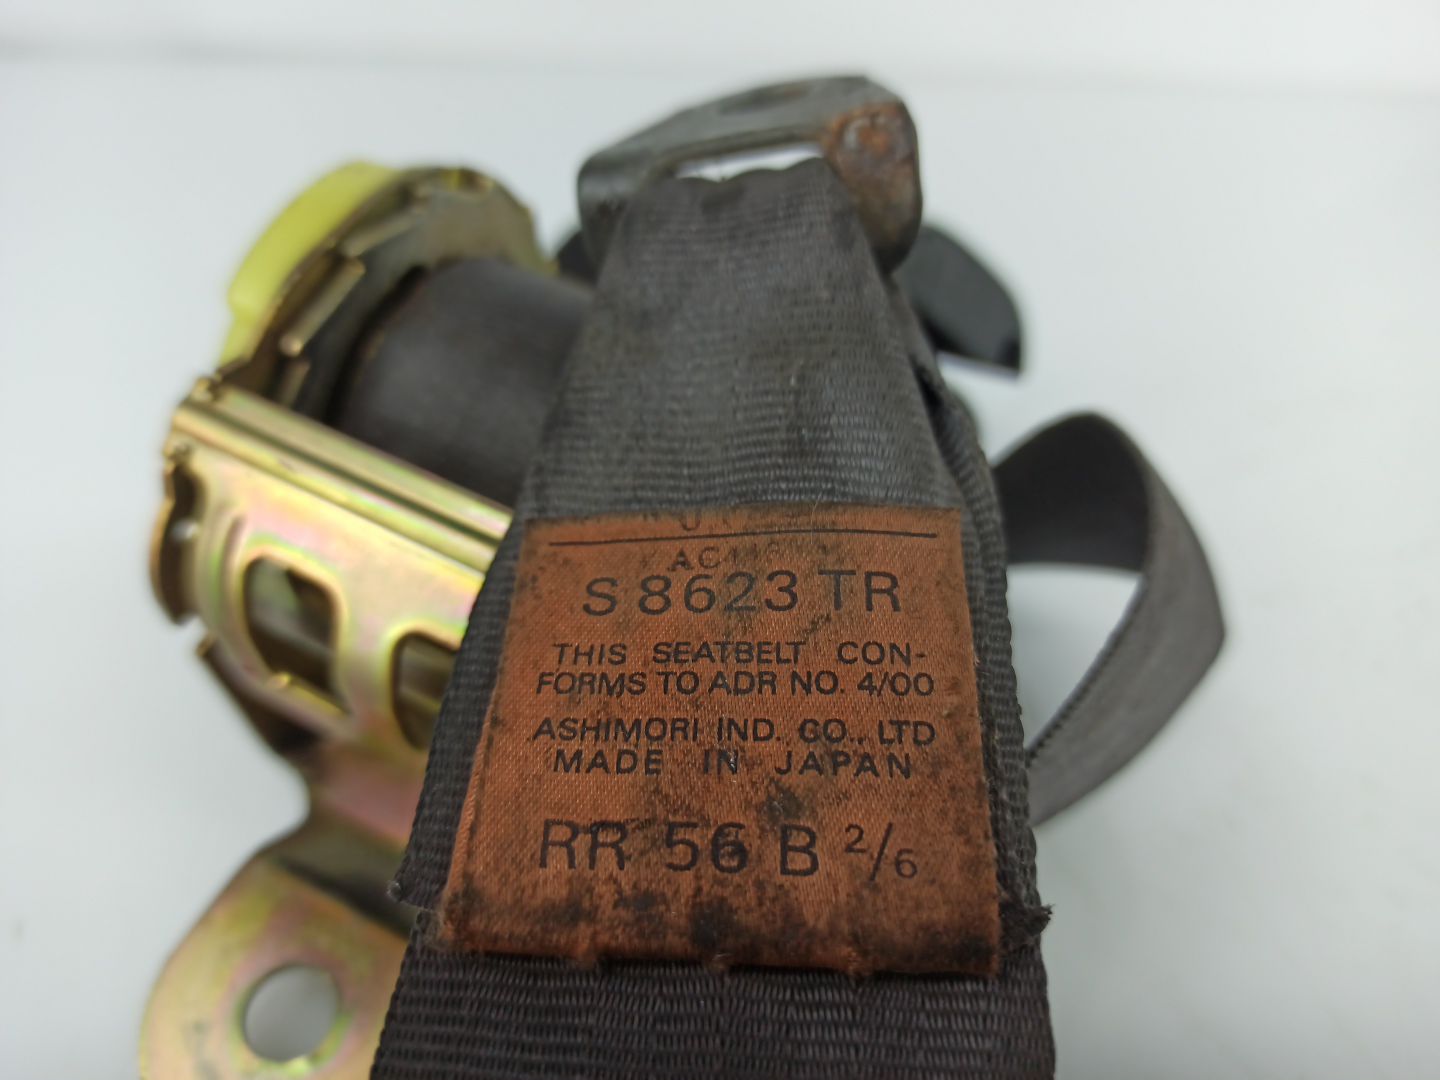 S 8623 TR
THIS SEATBELT CON-
FORMS TO ADR NO. 4/00
ASHIMORI IND. CO., LTD
MADE IN JAPAN
RR 56 B 2/6